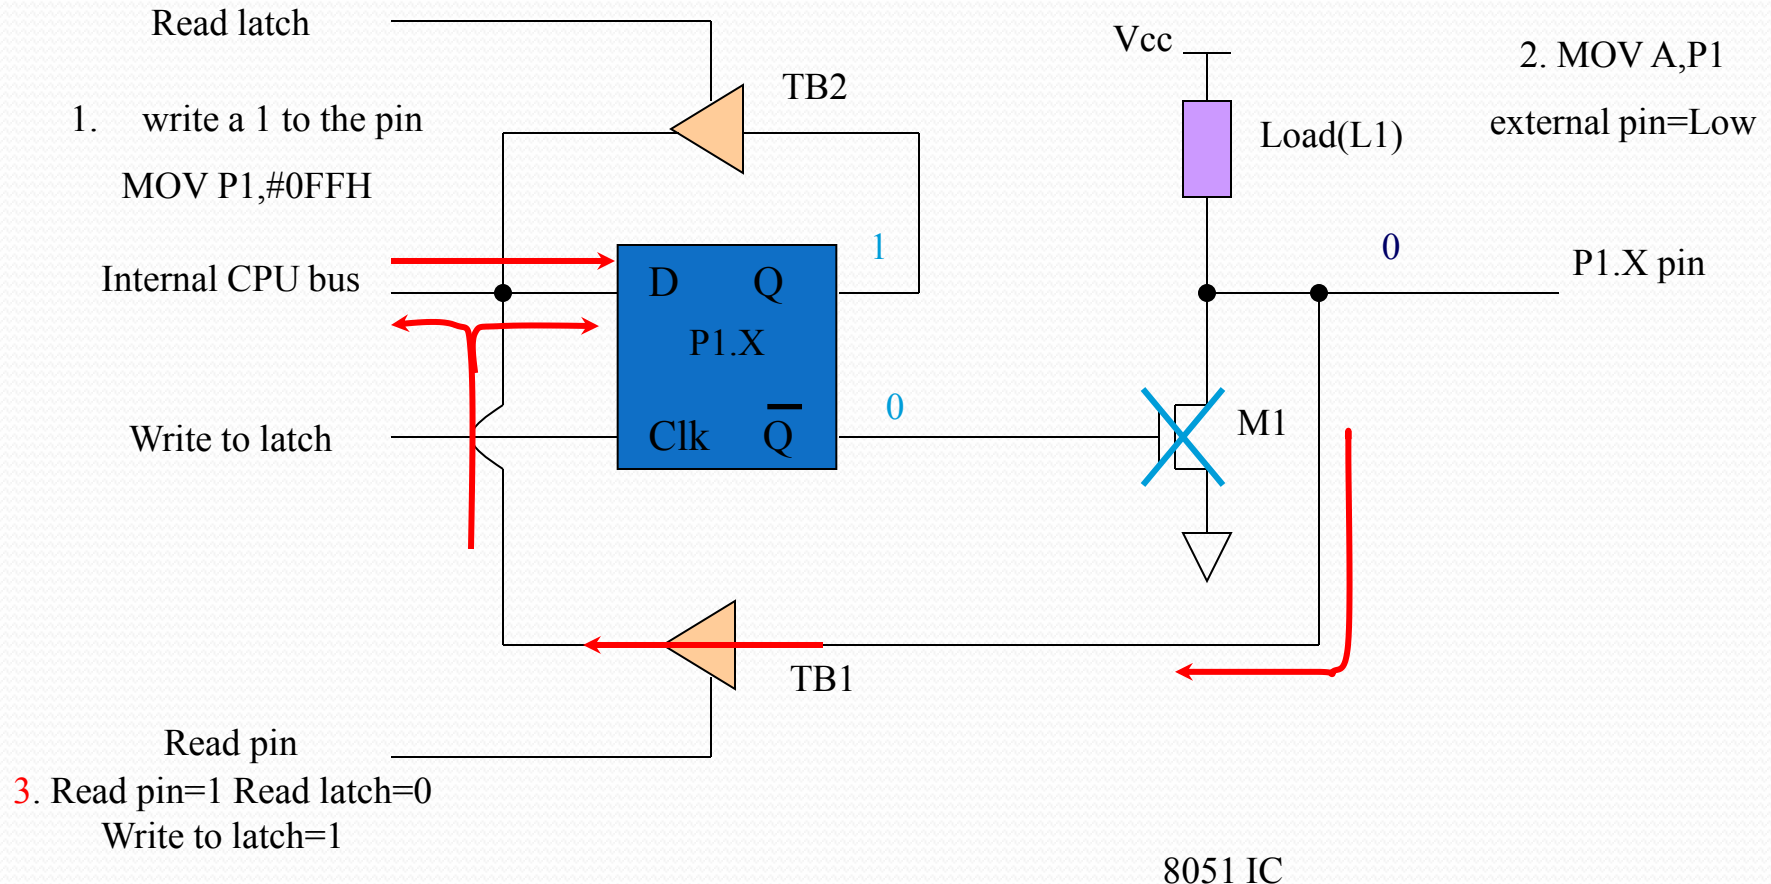 Read latch
Vcc
2. MOV A,P1
TB2
1. write a 1 to the pin
external pin=Low
Load(L1)
MOV P1,#0FFH
1
0
Internal CPU bus
D Q
P1.X pin
P1.X
0
M1
Write to latch
Clk Q̅
TB1
Read pin
3. Read pin=1 Read latch=0
Write to latch=1
8051 IC